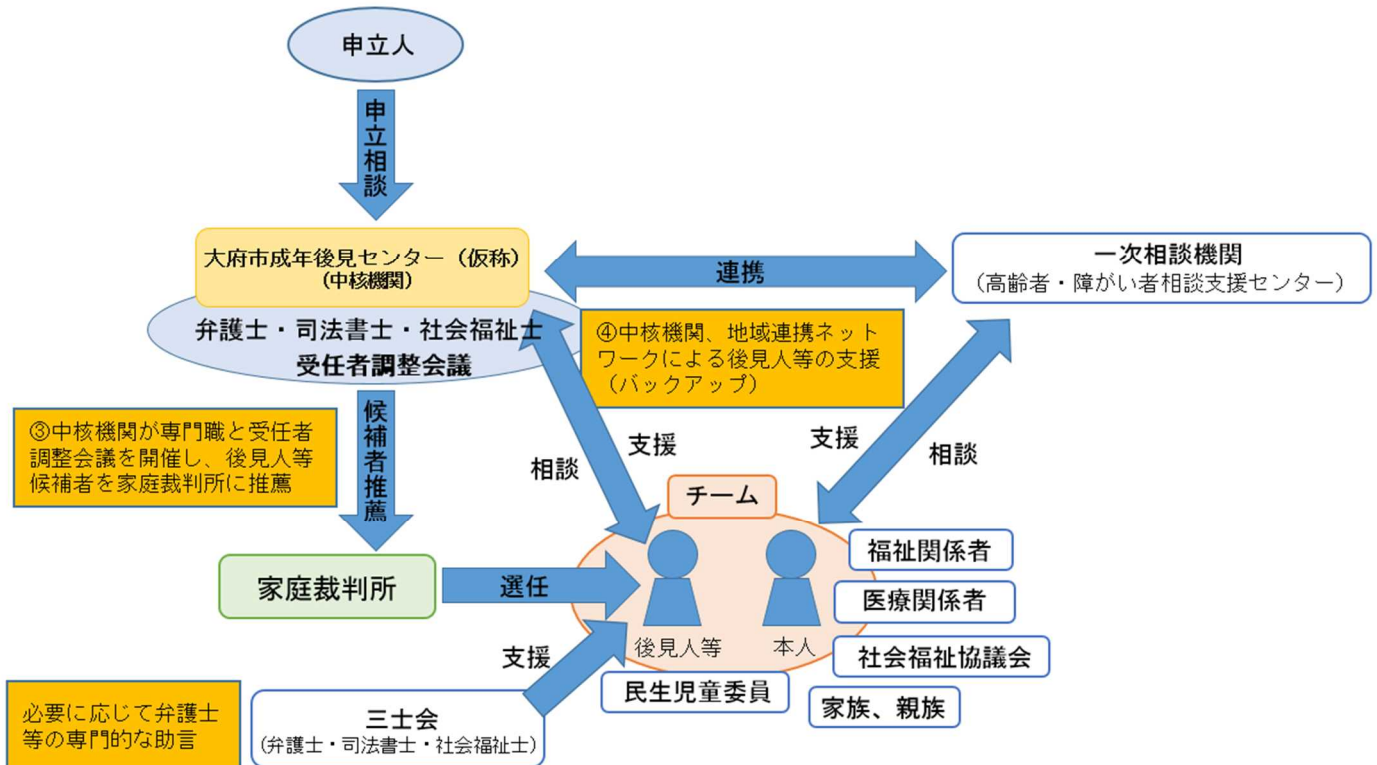 申立人
申立相談
大府市成年後見センター（仮称）
（中核機関）
弁護士・司法書士・社会福祉士
受任者調整会議
連携
一次相談機関
（高齢者・障がい者相談支援センター）
④中核機関、地域連携ネット
ワークによる後見人等の支援
（バックアップ）
③中核機関が専門職と受任者
調整会議を開催し、後見人等
候補者を家庭裁判所に推薦
候補者推薦
支援
相談
支援
相談
チーム
家庭裁判所
選任
後見人等
本人
福祉関係者
医療関係者
社会福祉協議会
家族、親族
民生児童委員
支援
必要に応じて弁護士
等の専門的な助言
三士会
（弁護士・司法書士・社会福祉士）